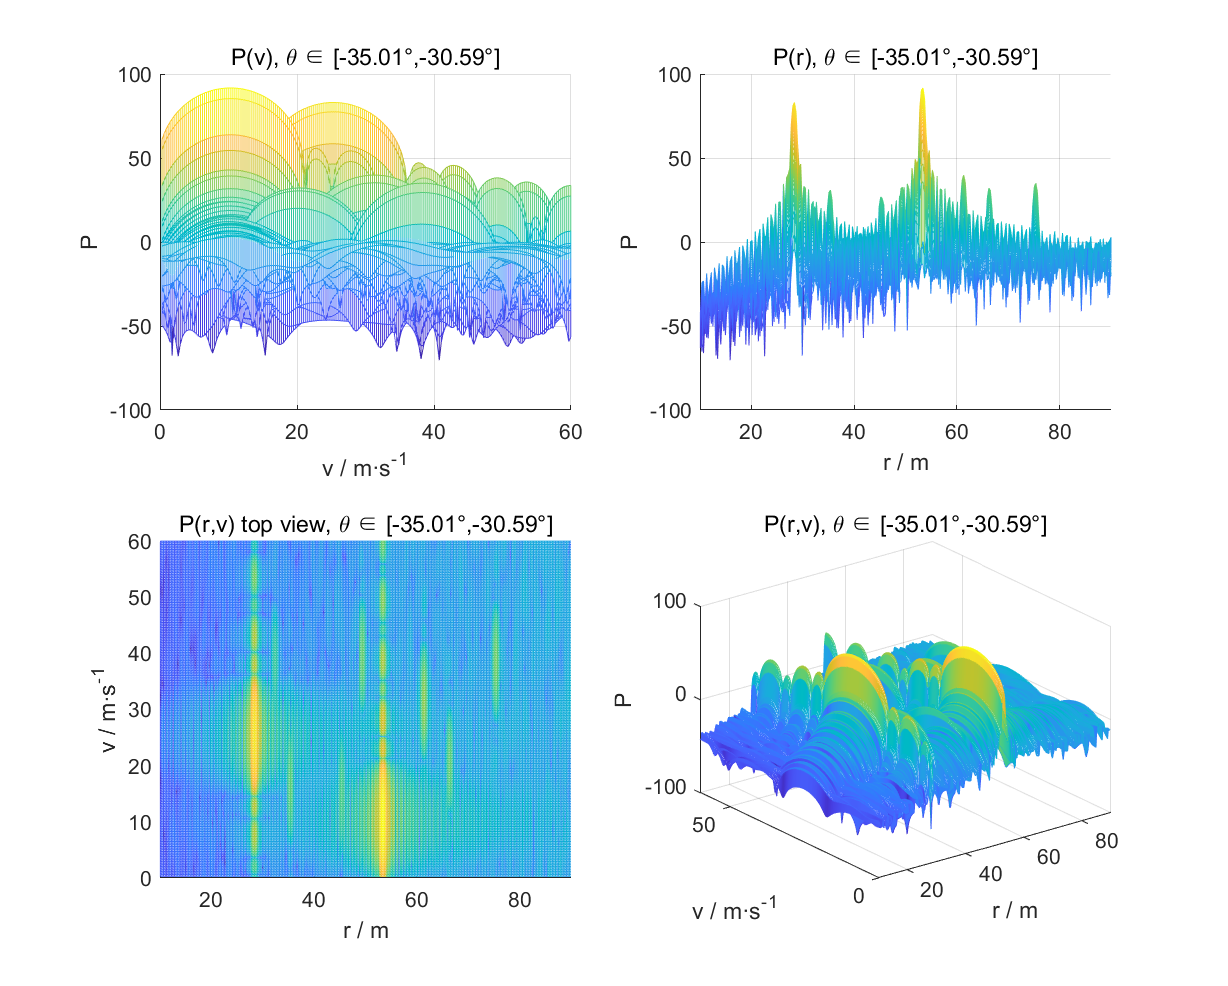 P(v), θ ∈ [-35.01°,-30.59°]
100
50
0
-50
-100
P
0
20
40
60
v / m·s⁻¹
P(r), θ ∈ [-35.01°,-30.59°]
100
50
0
-50
-100
P
20
40
60
80
r / m
P(r,v) top view, θ ∈ [-35.01°,-30.59°]
60
50
40
30
20
10
0
v / m·s⁻¹
20
40
60
80
r / m
P(r,v), θ ∈ [-35.01°,-30.59°]
100
0
-100
P
50
0
v / m·s⁻¹
20
40
60
80
r / m